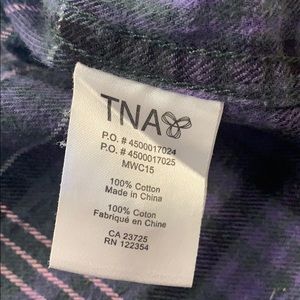 TNA
P.O. # 4500017024
P.O. # 4500017025
MWC15
100% Cotton
Made in China
100% Coton
Fabriqué en Chine
CA 23725
RN 122354